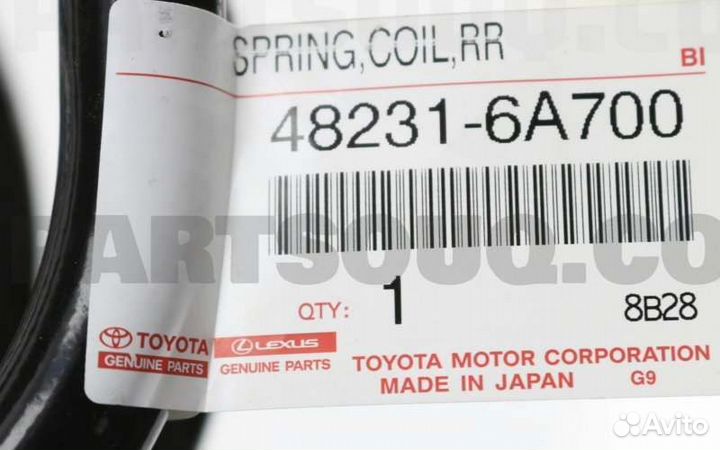 SPRING,COIL,RR
BI
48231-6A700
PARTSOUQ.CO
QTY: 1
8B28
TOYOTA
GENUINE PARTS
LEXUS
GENUINE PARTS
TOYOTA MOTOR CORPORATION
MADE IN JAPAN G9
Avito